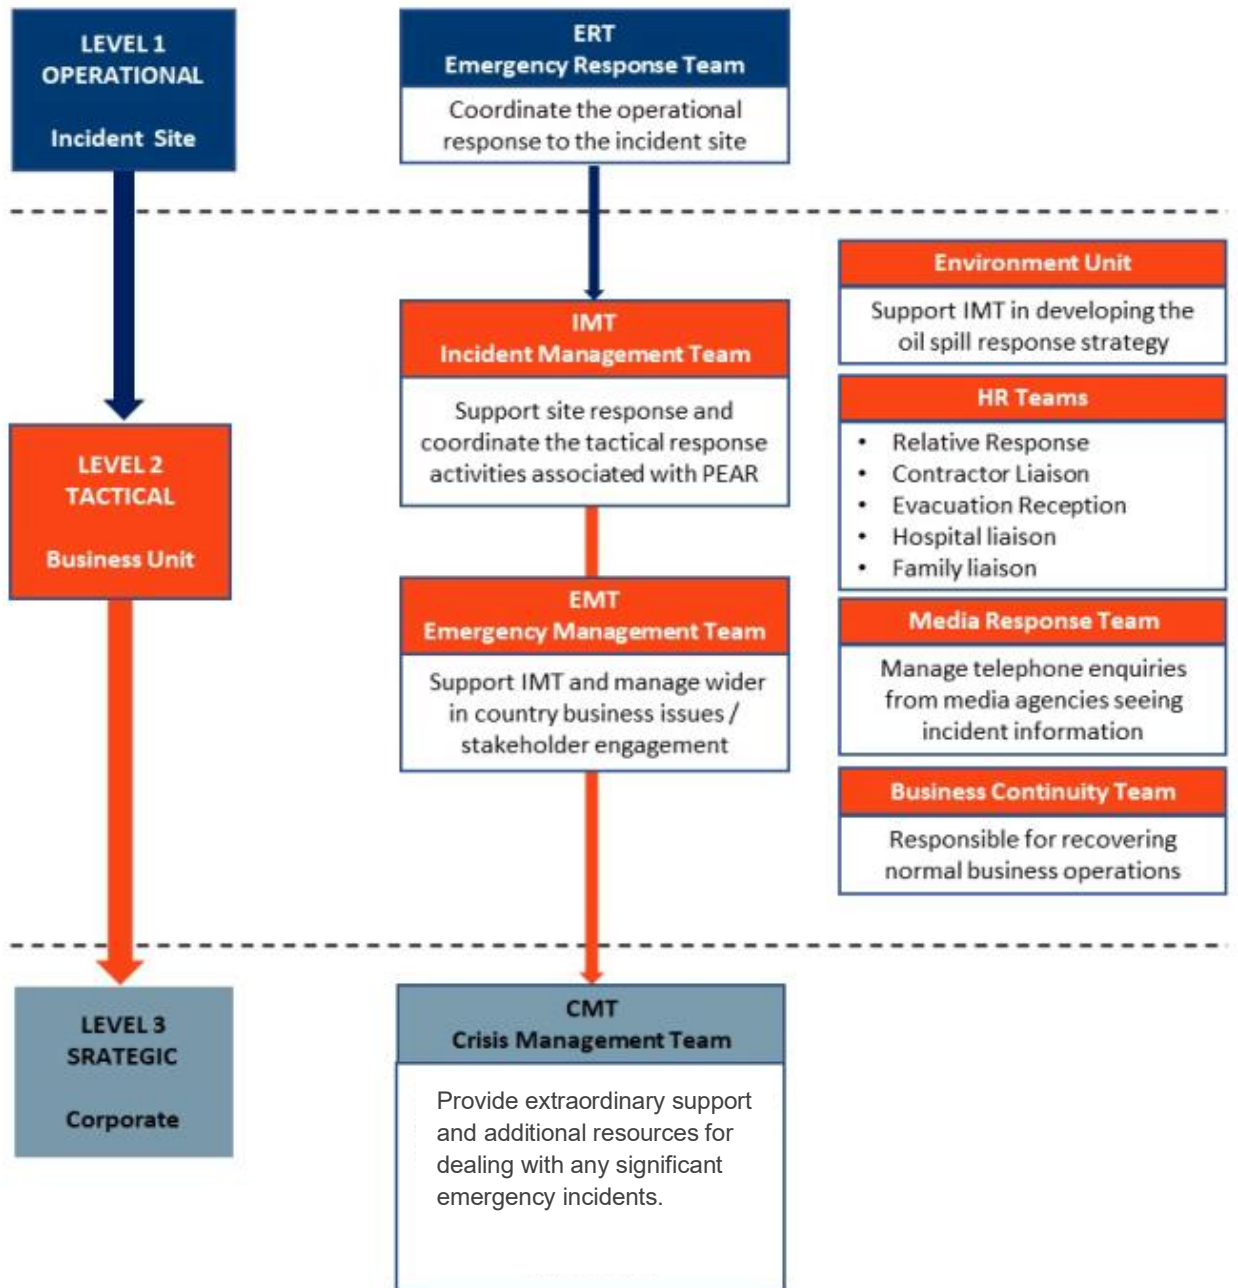 LEVEL 1
OPERATIONAL
Incident Site
ERT
Emergency Response Team
Coordinate the operational
response to the incident site
LEVEL 2
TACTICAL
Business Unit
IMT
Incident Management Team
Support site response and
coordinate the tactical response
activities associated with PEAR
EMT
Emergency Management Team
Support IMT and manage wider
in country business issues /
stakeholder engagement
Environment Unit
Support IMT in developing the
oil spill response strategy
HR Teams
• Relative Response
• Contractor Liaison
• Evacuation Reception
• Hospital liaison
• Family liaison
Media Response Team
Manage telephone enquiries
from media agencies seeing
incident information
Business Continuity Team
Responsible for recovering
normal business operations
LEVEL 3
SRATEGIC
Corporate
CMT
Crisis Management Team
Provide extraordinary support
and additional resources for
dealing with any significant
emergency incidents.